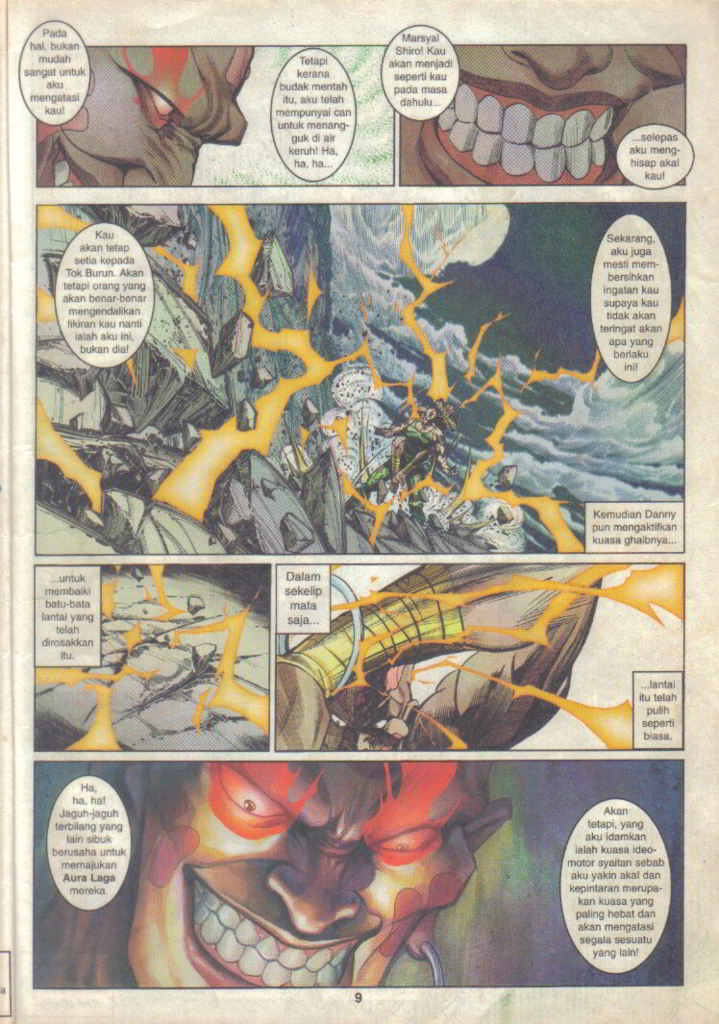 Pada
hal, bukan
mudah
sangat untuk
aku
mengatasi
kau!
Tetapi
kerana
budak mentah
itu, aku telah
mempunyai can
untuk menang-
guk di air
keruh! Ha,
ha, ha...
Marsyal
Shiro! Kau
akan menjadi
seperti kau
pada masa
dahulu...
...selepas
aku meng-
hisap akal
kau!
Kau
akan tetap
setia kepada
Tok Burun. Akan
tetapi orang yang
akan benar-benar
mengendalikan
fikiran kau nanti
ialah aku ini,
bukan dia!
Sekarang,
aku juga
mesti mem-
bersihkan
ingatan kau
supaya kau
tidak akan
teringat akan
apa yang
berlaku
ini!
Kemudian Danny
pun mengaktifkan
kuasa ghaibnya...
...untuk
membaiki
batu-bata
lantai yang
telah
dirosakkan
itu.
Dalam
sekelip
mata
saja...
...lantai
itu telah
pulih
seperti
biasa.
Ha,
ha, ha!
Jaguh-jaguh
terbilang yang
lain sibuk
berusaha untuk
memajukan
Aura Laga
mereka.
Akan
tetapi, yang
aku idamkan
ialah kuasa ideo-
motor syaitan sebab
aku yakin akal dan
kepintaran merupa-
kan kuasa yang
paling hebat dan
akan mengatasi
segala sesuatu
yang lain!
9